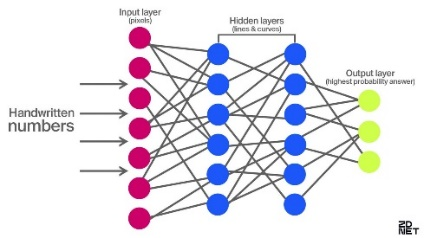 Input layer
(pixels)
Hidden layers
(lines & curves)
Output layer
(highest probability answer)
Handwritten
numbers
ZD
NET